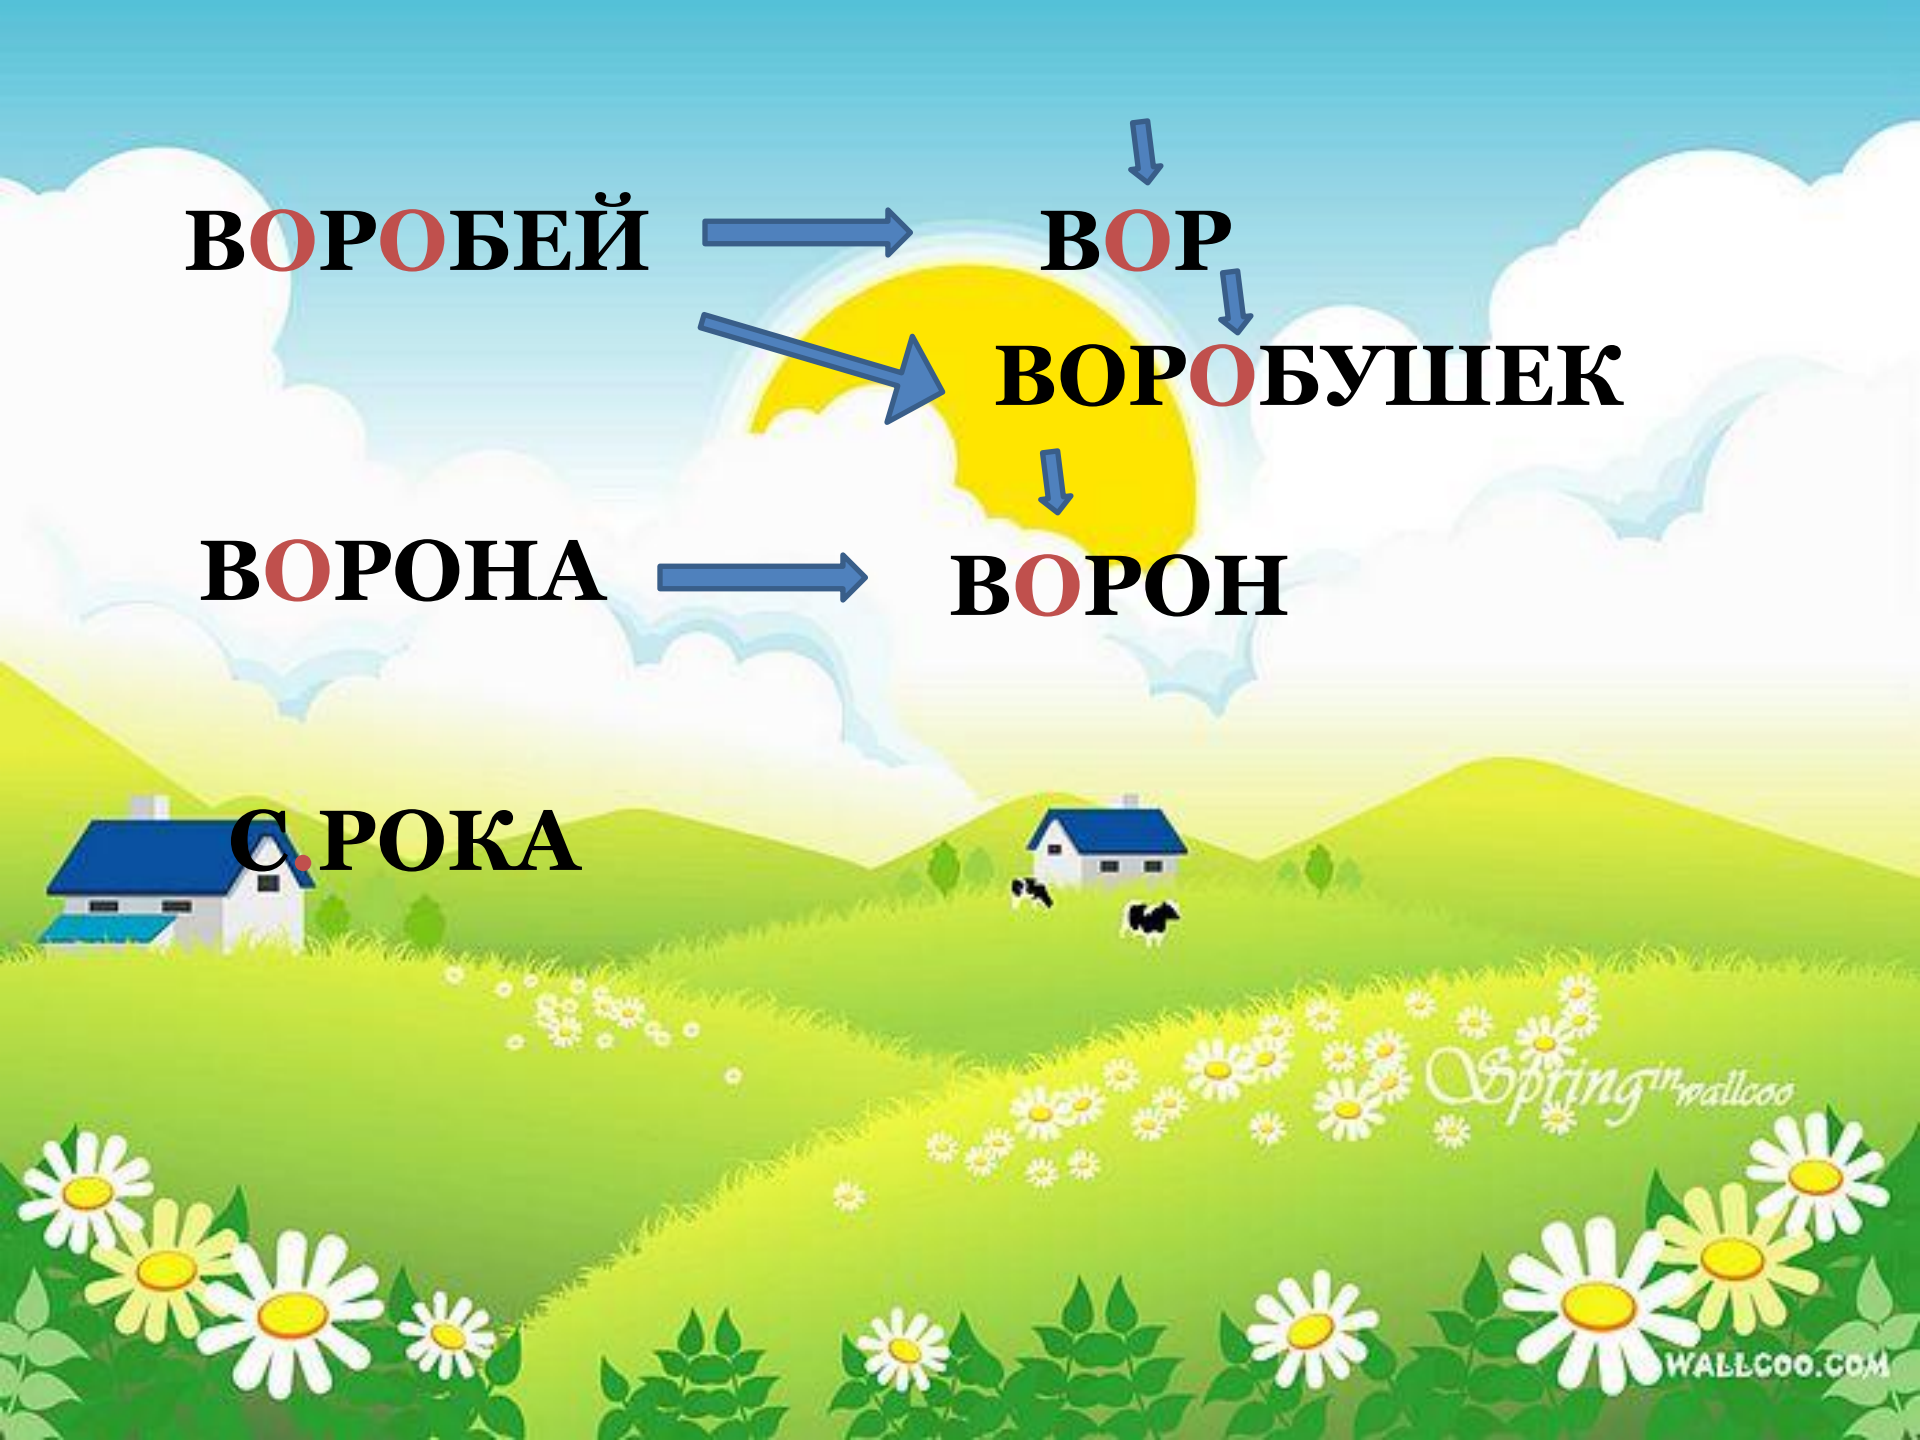 ВОРОБЕЙ ВОР
ВОРОБУШЕК
ВОРОНА ВОРОН
С.РОКА
Spring in wallcoo
WALLCOO.COM